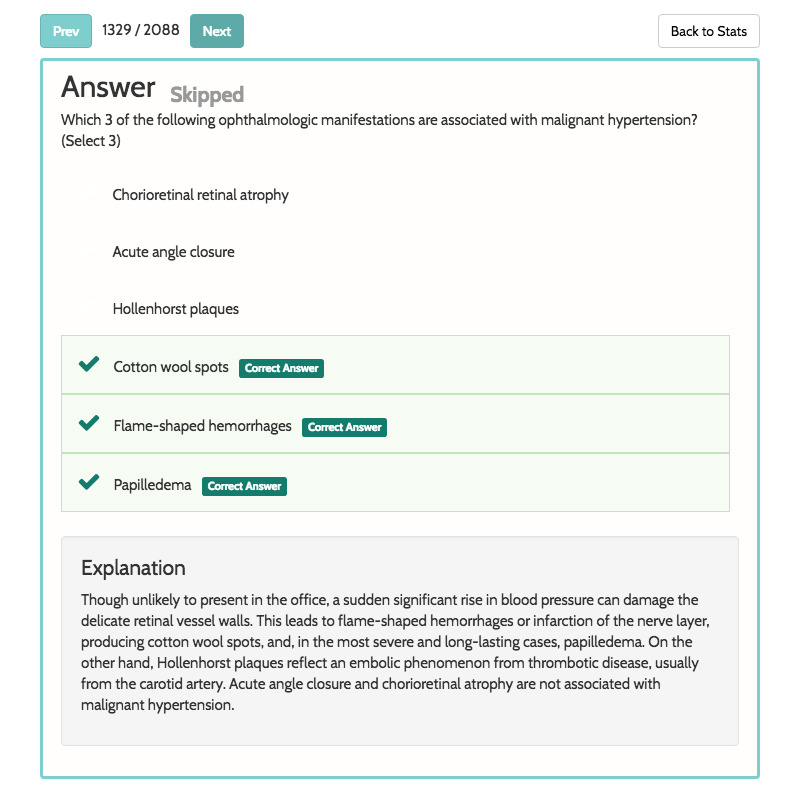 Prev 1329 / 2088 Next Back to Stats
Answer Skipped
Which 3 of the following ophthalmologic manifestations are associated with malignant hypertension?
(Select 3)
Chorioretinal retinal atrophy
Acute angle closure
Hollenhorst plaques
Cotton wool spots Correct Answer
Flame-shaped hemorrhages Correct Answer
Papilledema Correct Answer
Explanation
Though unlikely to present in the office, a sudden significant rise in blood pressure can damage the
delicate retinal vessel walls. This leads to flame-shaped hemorrhages or infarction of the nerve layer,
producing cotton wool spots, and, in the most severe and long-lasting cases, papilledema. On the
other hand, Hollenhorst plaques reflect an embolic phenomenon from thrombotic disease, usually
from the carotid artery. Acute angle closure and chorioretinal atrophy are not associated with
malignant hypertension.